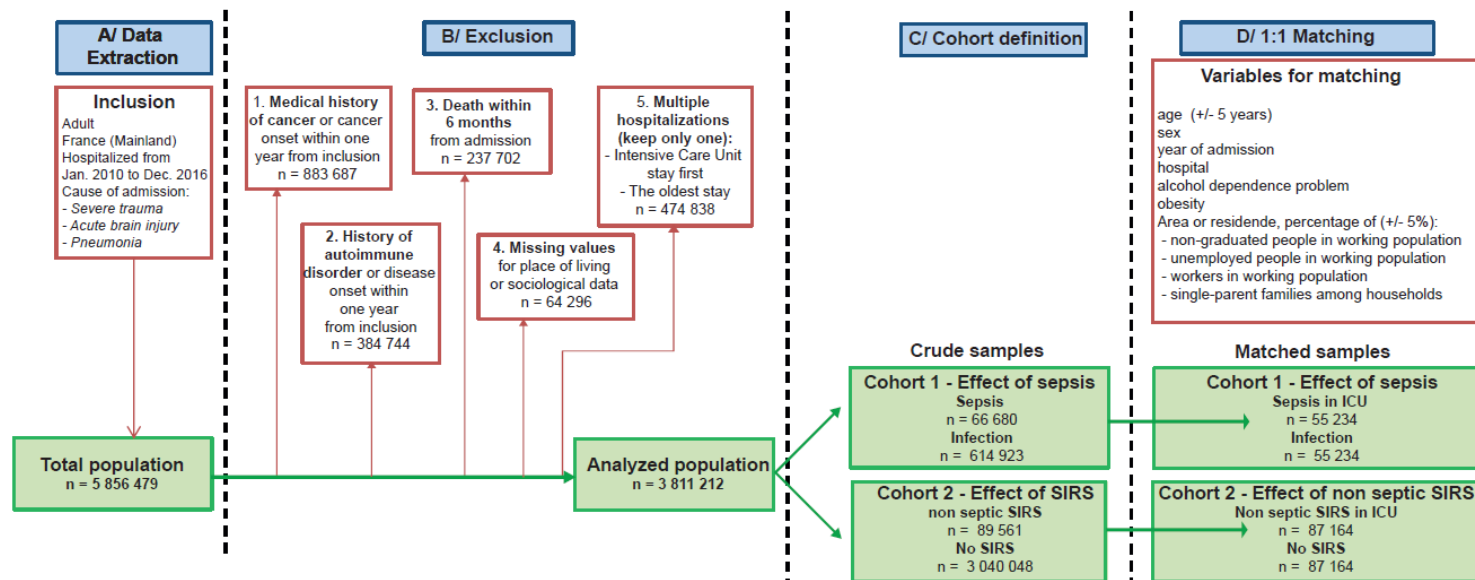 A/ Data
Extraction
Inclusion
Adult
France (Mainland)
Hospitalized from
Jan. 2010 to Dec. 2016
Cause of admission:
- Severe trauma
- Acute brain injury
- Pneumonia
Total population
n = 5 856 479
B/ Exclusion
1. Medical history
of cancer or cancer
onset within one
year from inclusion
n = 883 687
2. History of
autoimmune
disorder or disease
onset within
one year
from inclusion
n = 384 744
3. Death within
6 months
from admission
n = 237 702
4. Missing values
for place of living
or sociological data
n = 64 296
5. Multiple
hospitalizations
(keep only one):
- Intensive Care Unit
stay first
- The oldest stay
n = 474 838
Analyzed population
n = 3 811 212
C/ Cohort definition
Crude samples
Cohort 1 - Effect of sepsis
Sepsis
n = 66 680
Infection
n = 614 923
Cohort 2 - Effect of SIRS
non septic SIRS
n = 89 561
No SIRS
n = 3 040 048
D/ 1:1 Matching
Variables for matching
age (+/- 5 years)
sex
year of admission
hospital
alcohol dependence problem
obesity
Area or residende, percentage of (+/- 5%):
- non-graduated people in working population
- unemployed people in working population
- workers in working population
- single-parent families among households
Matched samples
Cohort 1 - Effect of sepsis
Sepsis in ICU
n = 55 234
Infection
n = 55 234
Cohort 2 - Effect of non septic SIRS
Non septic SIRS in ICU
n = 87 164
No SIRS
n = 87 164